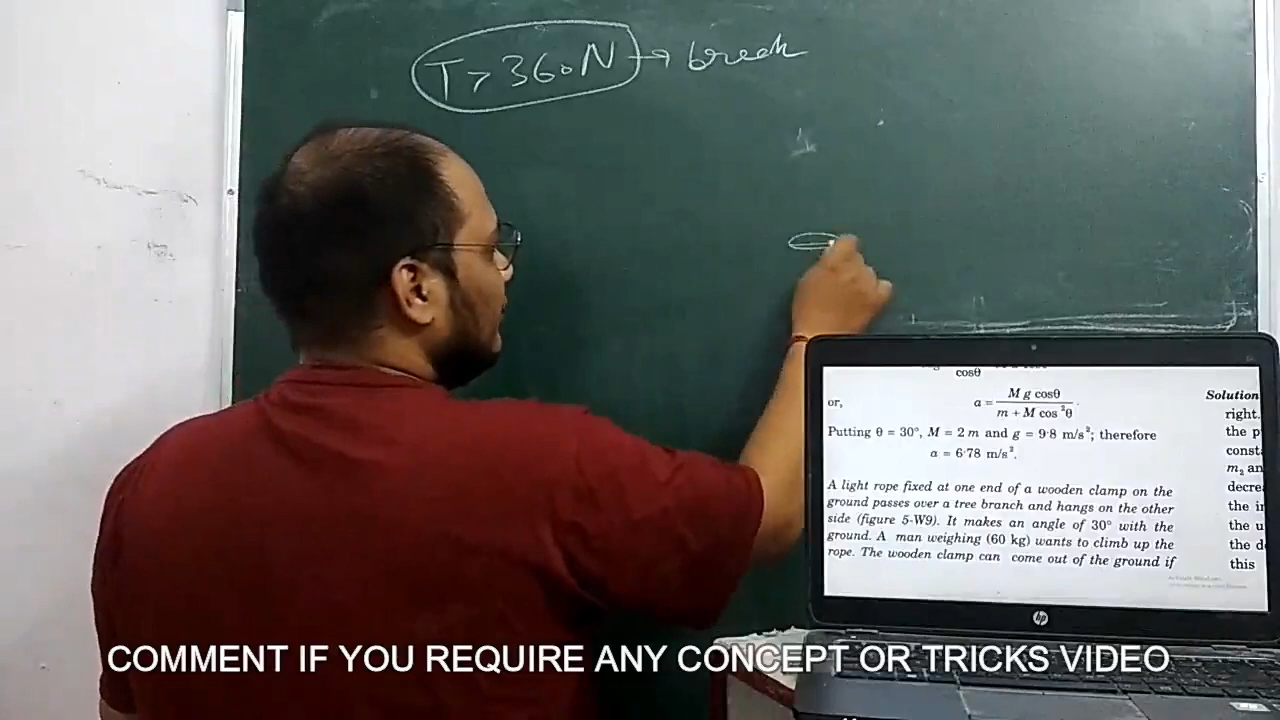 T > 360N → break
cosθ
or,
a = M g cosθ / m + M cos²θ .
Putting θ = 30°, M = 2 m and g = 9·8 m/s²; therefore
a = 6·78 m/s².
A light rope fixed at one end of a wooden clamp on the
ground passes over a tree branch and hangs on the other
side (figure 5-W9). It makes an angle of 30° with the
ground. A man weighing (60 kg) wants to climb up the
rope. The wooden clamp can come out of the ground if
Solution
right.
the p
const
m₂ an
decre
the in
the u
the d
this
hp
COMMENT IF YOU REQUIRE ANY CONCEPT OR TRICKS VIDEO